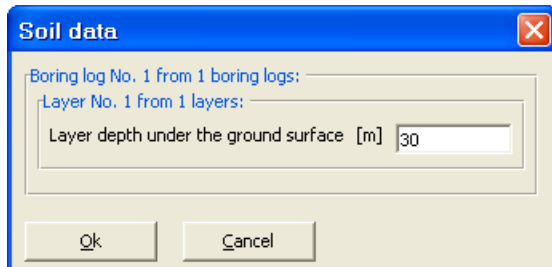 Soil data
Boring log No. 1 from 1 boring logs:
Layer No. 1 from 1 layers:
Layer depth under the ground surface [m] 30
Ok Cancel